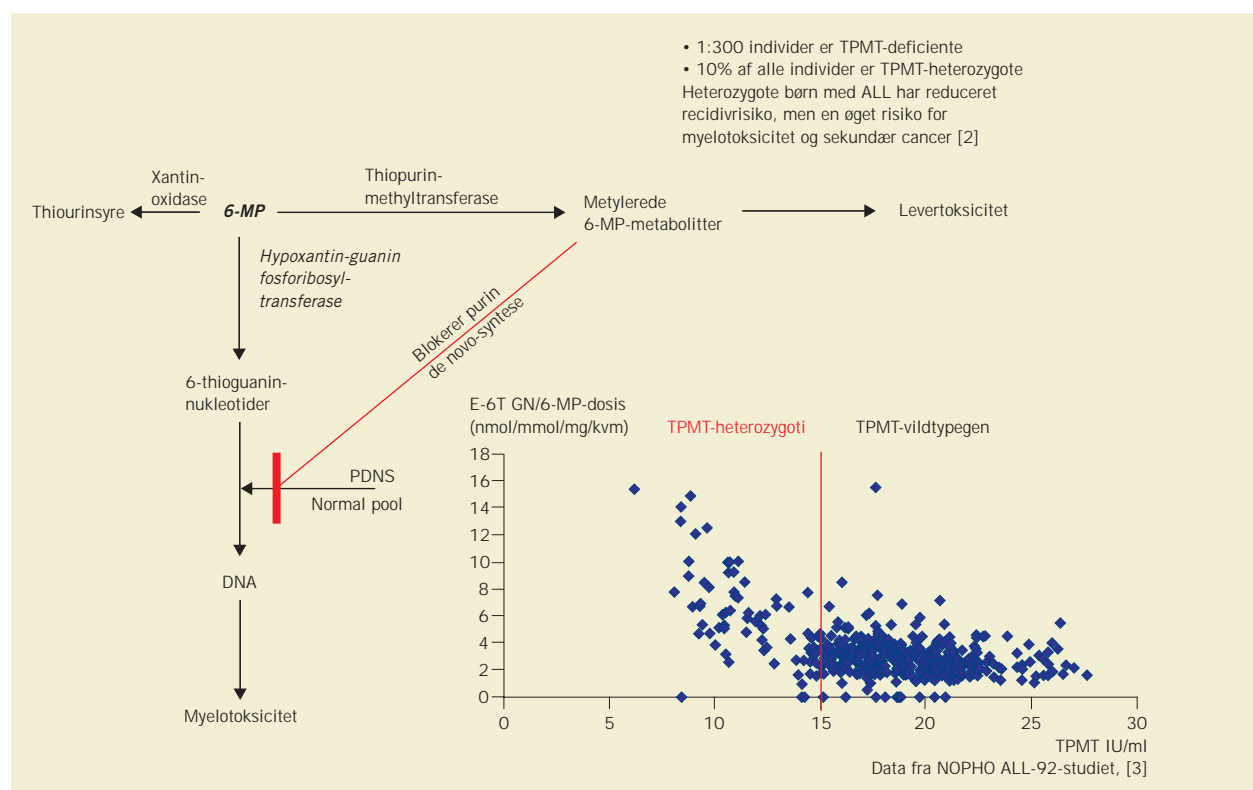 • 1:300 individer er TPMT-deficiente
• 10% af alle individer er TPMT-heterozygote
Heterozygote børn med ALL har reduceret
recidivrisiko, men en øget risiko for
myelotoksicitet og sekundær cancer [2]
Xantin-
oxidase
Thiopurin-
methyltransferase
Thiourinsyre
6-MP
Metylerede
6-MP-metabolitter
Levertoksicitet
Hypoxantin-guanin
fosforibosyl-
transferase
Blokerer purin
de novo-syntese
6-thioguanin-
nukleotider
PDNS
Normal pool
DNA
Myelotoksicitet
E-6T GN/6-MP-dosis
(nmol/mmol/mg/kvm)
TPMT-heterozygoti
TPMT-vildtypegen
18
16
14
12
10
8
6
4
2
0
0 5 10 15 20 25 30
TPMT IU/ml
Data fra NOPHO ALL-92-studiet, [3]